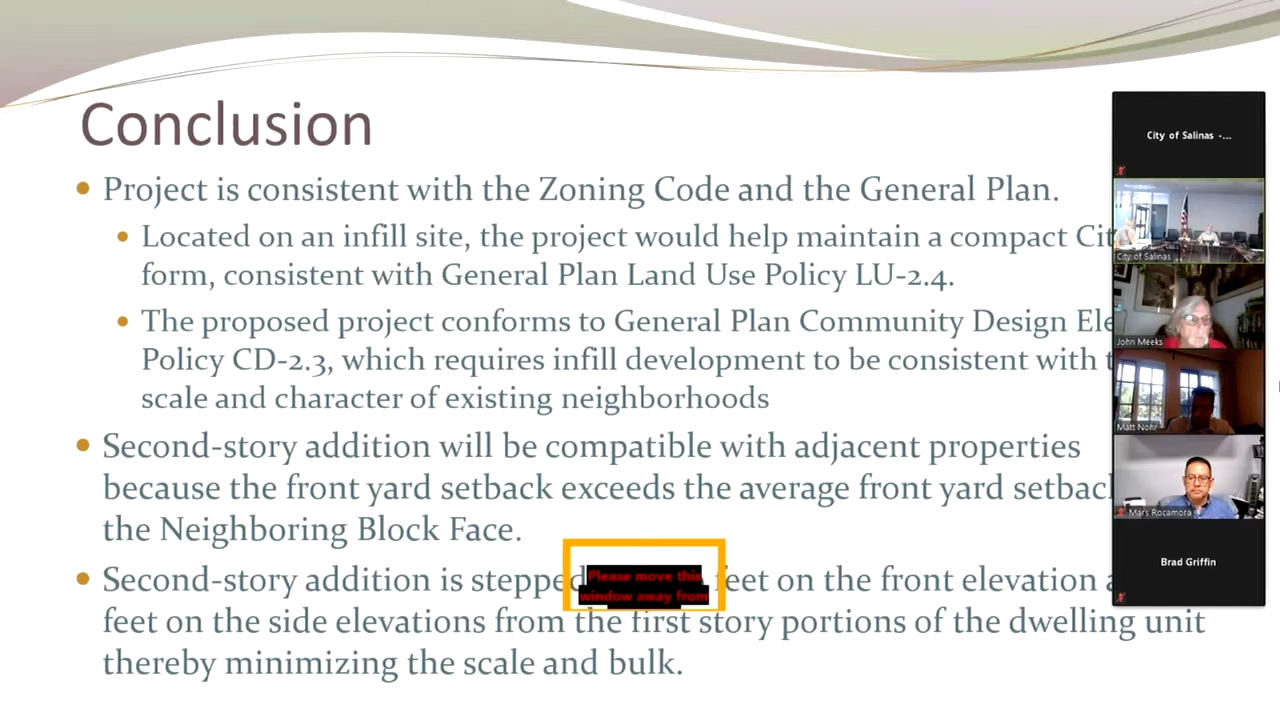 Conclusion
Project is consistent with the Zoning Code and the General Plan.
Located on an infill site, the project would help maintain a compact Cit
form, consistent with General Plan Land Use Policy LU-2.4.
The proposed project conforms to General Plan Community Design Ele
Policy CD-2.3, which requires infill development to be consistent with t
scale and character of existing neighborhoods
Second-story addition will be compatible with adjacent properties
because the front yard setback exceeds the average front yard setback
the Neighboring Block Face.
Second-story addition is stepped feet on the front elevation a
feet on the side elevations from the first story portions of the dwelling unit
thereby minimizing the scale and bulk.
Please move this
window away from
City of Salinas -...
City of Salinas
John Meeks
Matt Nohr
Mars Rocamora
Brad Griffin